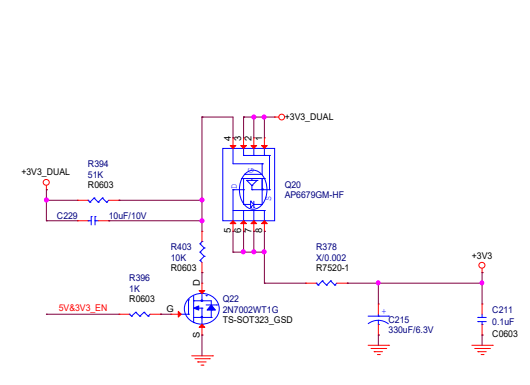 +3V3_DUAL
4
3
2
1
R394
51K
R0603
+3V3_DUAL
D
G
S
Q20
AP6679GM-HF
C229
10uF/10V
5
6
7
8
R403
10K
R0603
R378
X/0.002
R7520-1
+3V3
R396
1K
R0603
D
Q22
2N7002WT1G
TS-SOT323_GSD
5V&3V3_EN
G
S
+
C215
330uF/6.3V
C211
0.1uF
C0603